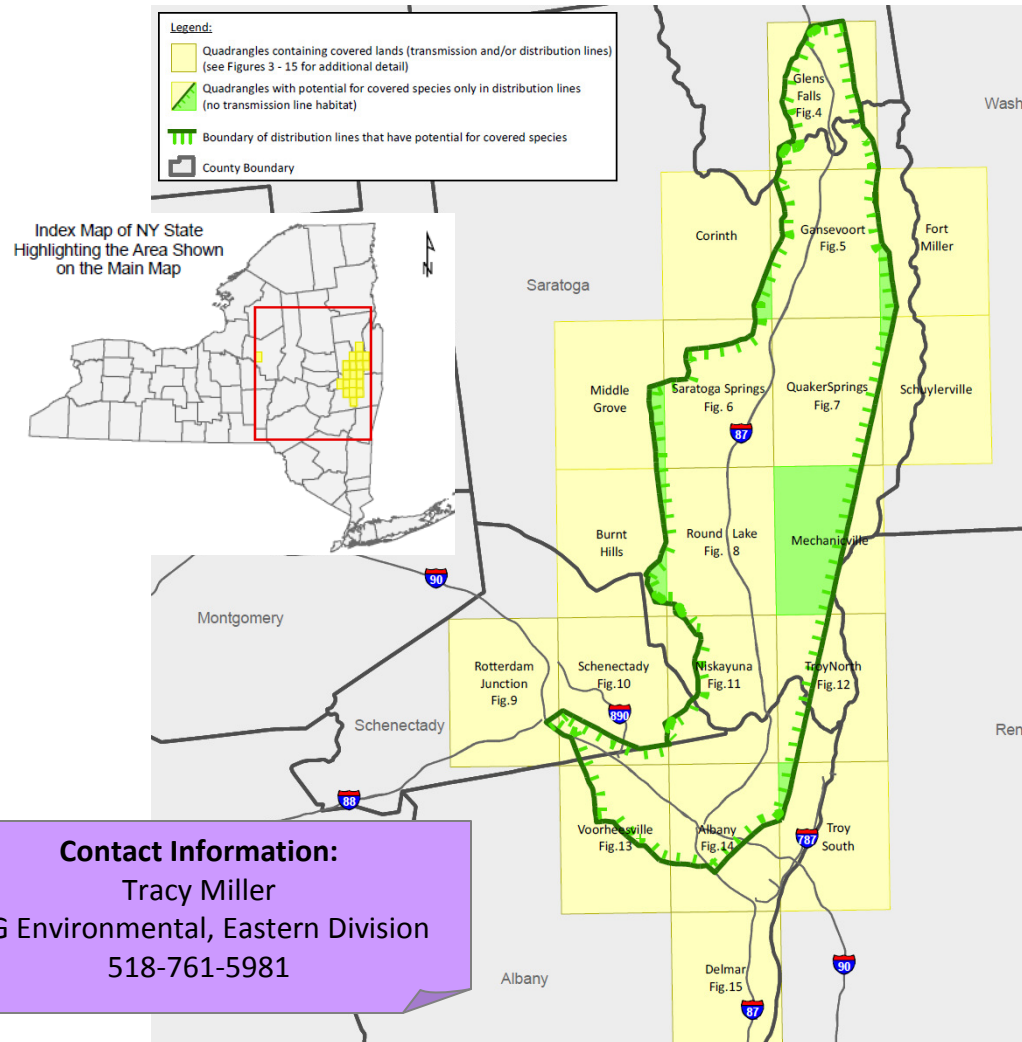 Legend:
Quadrangles containing covered lands (transmission and/or distribution lines)
(see Figures 3 - 15 for additional detail)
Quadrangles with potential for covered species only in distribution lines
(no transmission line habitat)
Boundary of distribution lines that have potential for covered species
County Boundary
Index Map of NY State
Highlighting the Area Shown
on the Main Map
N
Glens
Falls
Fig.4
Wash
Corinth
Gansevoort
Fig.5
Fort
Miller
Saratoga
Middle
Grove
Saratoga Springs
Fig. 6
QuakerSprings
Fig.7
Schuylerville
87
Burnt
Hills
Round Lake
Fig. 8
Mechanicville
90
Montgomery
Rotterdam
Junction
Fig.9
Schenectady
Fig.10
Niskayuna
Fig.11
TroyNorth
Fig.12
890
Schenectady
Ren
88
Voorheesville
Fig.13
Albany
Fig.14
787
Troy
South
Contact Information:
Tracy Miller
G Environmental, Eastern Division
518-761-5981
Albany
Delmar
Fig.15
90
87